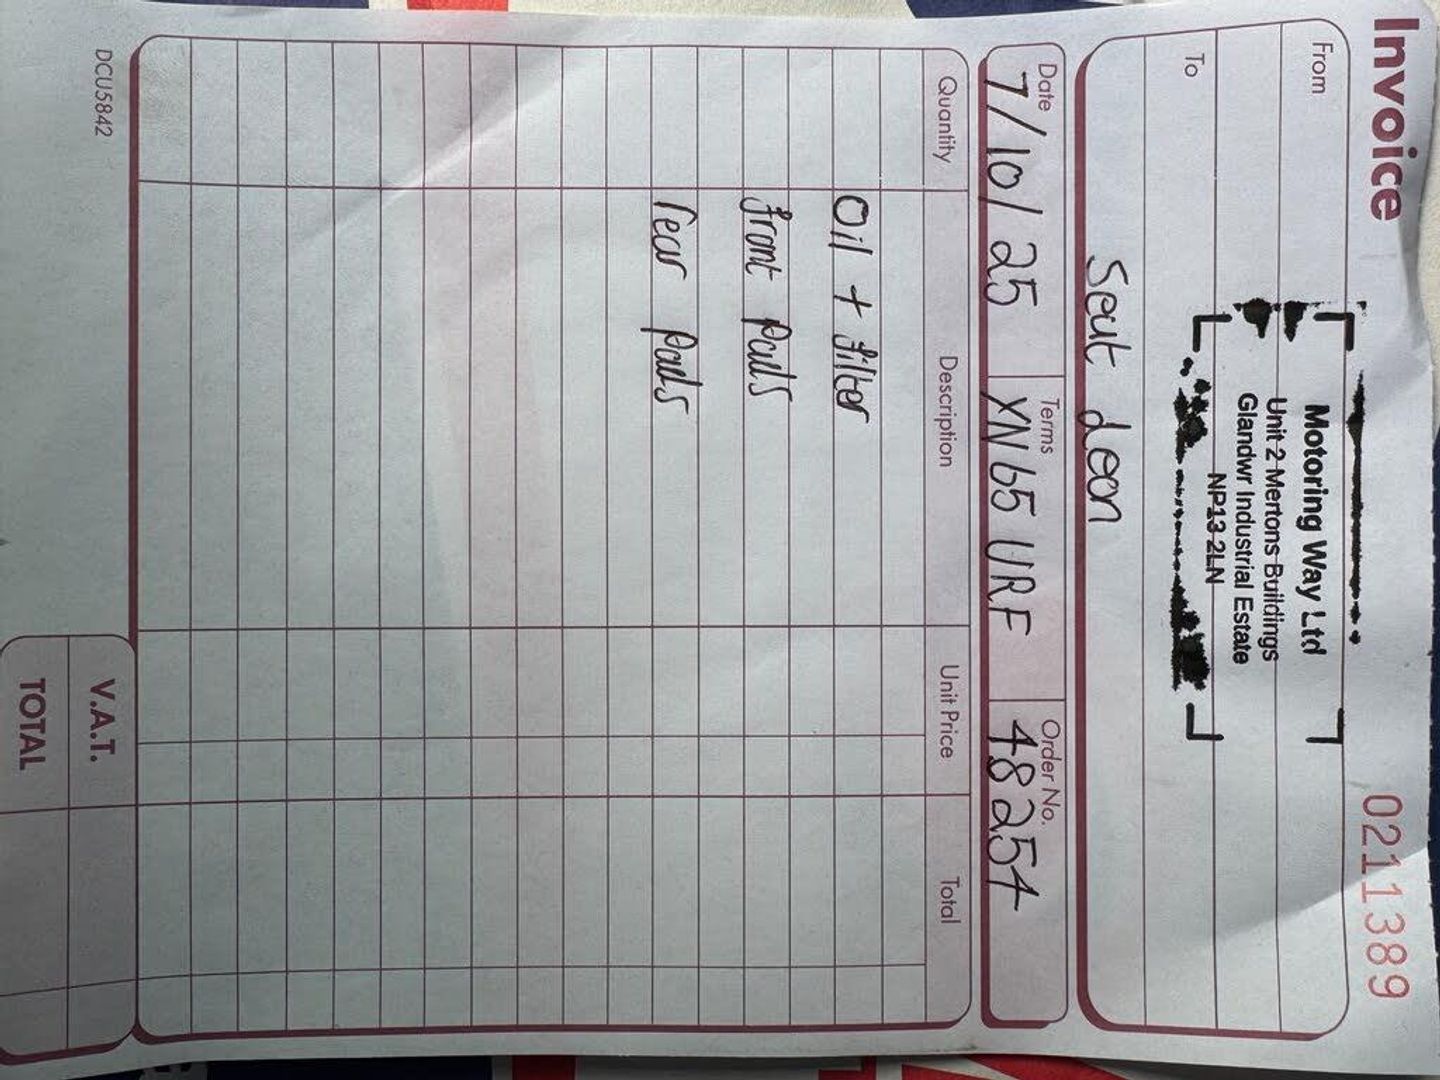 Invoice 0211389
From
Motoring Way Ltd
Unit 2 Mertons Buildings
Glandwr Industrial Estate
NP13 2LN
To
Seat Leon
Date Terms Order No.
7/10/25 YN65 URF 48254
Quantity Description Unit Price Total
Oil + filter
front Pads
rear Pads
V.A.T.
DCU5842
TOTAL